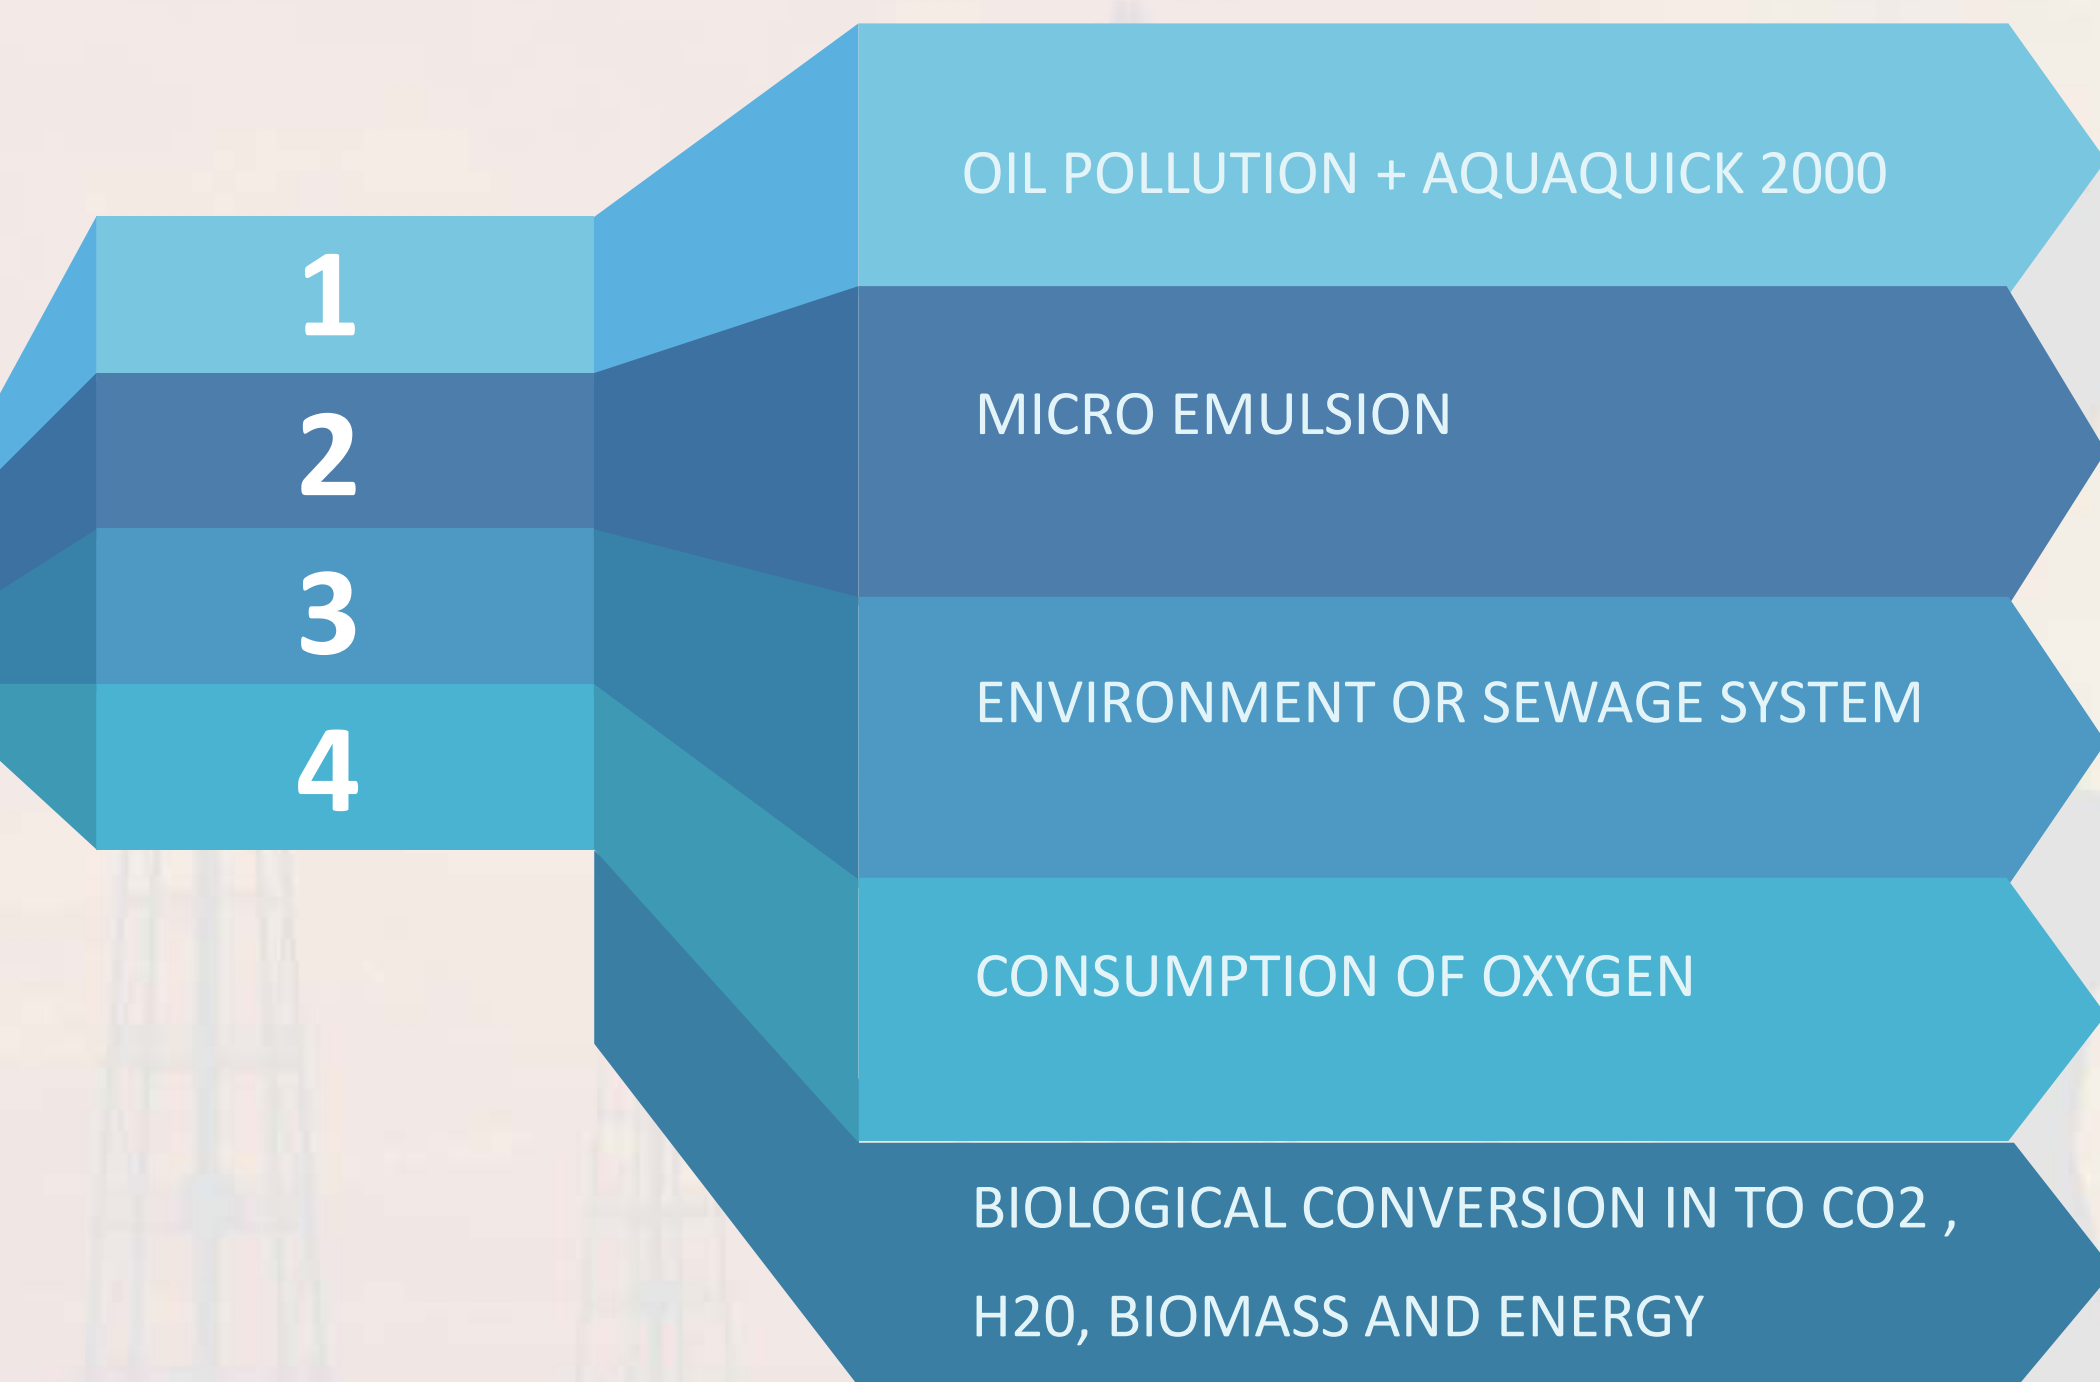 1
OIL POLLUTION + AQUAQUICK 2000
2
MICRO EMULSION
3
ENVIRONMENT OR SEWAGE SYSTEM
4
CONSUMPTION OF OXYGEN
BIOLOGICAL CONVERSION IN TO CO2 ,
H20, BIOMASS AND ENERGY